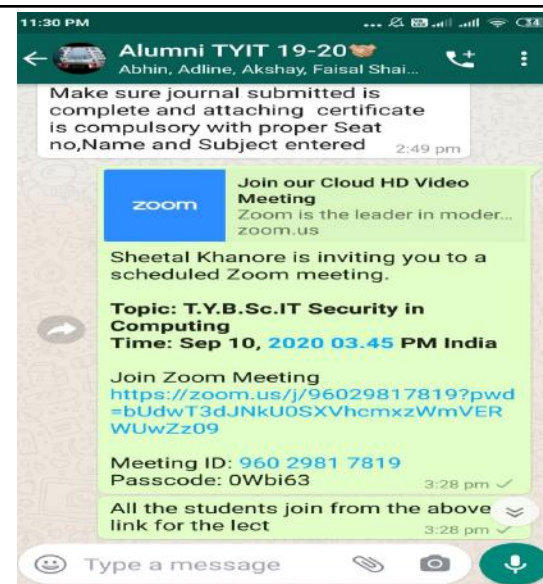 11:30 PM
... 34
Alumni TYIT 19-20🤝
Abhin, Adline, Akshay, Faisal Shai...
Make sure journal submitted is
complete and attaching certificate
is compulsory with proper Seat
no,Name and Subject entered 2:49 pm
zoom
Join our Cloud HD Video
Meeting
Zoom is the leader in moder...
zoom.us
Sheetal Khanore is inviting you to a
scheduled Zoom meeting.
Topic: T.Y.B.Sc.IT Security in
Computing
Time: Sep 10, 2020 03.45 PM India
Join Zoom Meeting
https://zoom.us/j/96029817819?pwd
=bUdwT3dJNkU0SXVhcmxzWmVER
WUwZz09
Meeting ID: 960 2981 7819
Passcode: 0Wbi63 3:28 pm
All the students join from the above
link for the lect 3:28 pm
Type a message